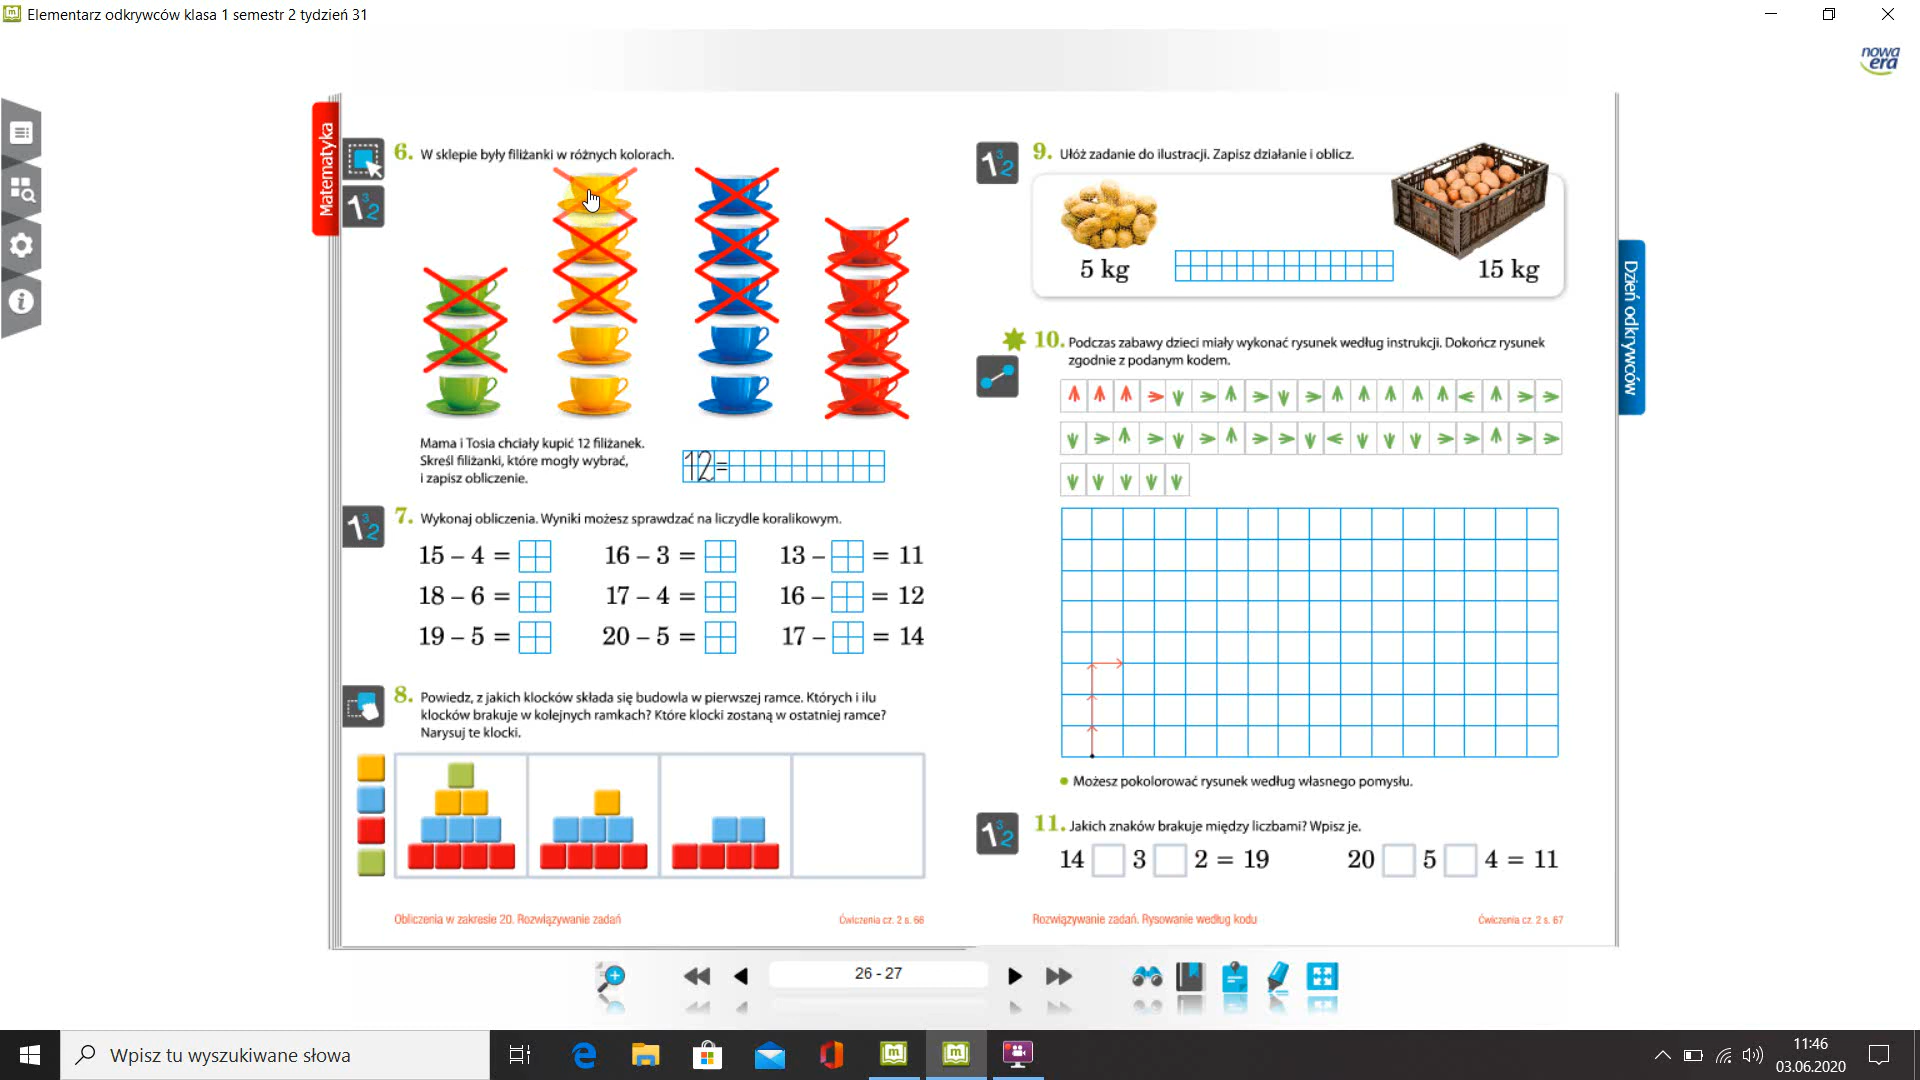 Elementarz odkrywców klasa 1 semestr 2 tydzień 31
nowa
era
Matematyka
6. W sklepie były filiżanki w różnych kolorach.
Mama i Tosia chciały kupić 12 filiżanek.
Skreśl filiżanki, które mogły wybrać,
i zapisz obliczenie.
12=
7. Wykonaj obliczenia. Wyniki możesz sprawdzać na liczydle koralikowym.
15 – 4 = 16 – 3 = 13 – = 11
18 – 6 = 17 – 4 = 16 – = 12
19 – 5 = 20 – 5 = 17 – = 14
8. Powiedz, z jakich klocków składa się budowla w pierwszej ramce. Których i ilu
klocków brakuje w kolejnych ramkach? Które klocki zostaną w ostatniej ramce?
Narysuj te klocki.
Obliczenia w zakresie 20. Rozwiązywanie zadań
Ćwiczenia cz. 2 s. 66
9. Ułóż zadanie do ilustracji. Zapisz działanie i oblicz.
5 kg
15 kg
10. Podczas zabawy dzieci miały wykonać rysunek według instrukcji. Dokończ rysunek
zgodnie z podanym kodem.
• Możesz pokolorować rysunek według własnego pomysłu.
11. Jakich znaków brakuje między liczbami? Wpisz je.
14 3 2 = 19 20 5 4 = 11
Rozwiązywanie zadań. Rysowanie według kodu
Ćwiczenia cz. 2 s. 67
Dzień odkrywców
26 - 27
Wpisz tu wyszukiwane słowa
11:46
03.06.2020